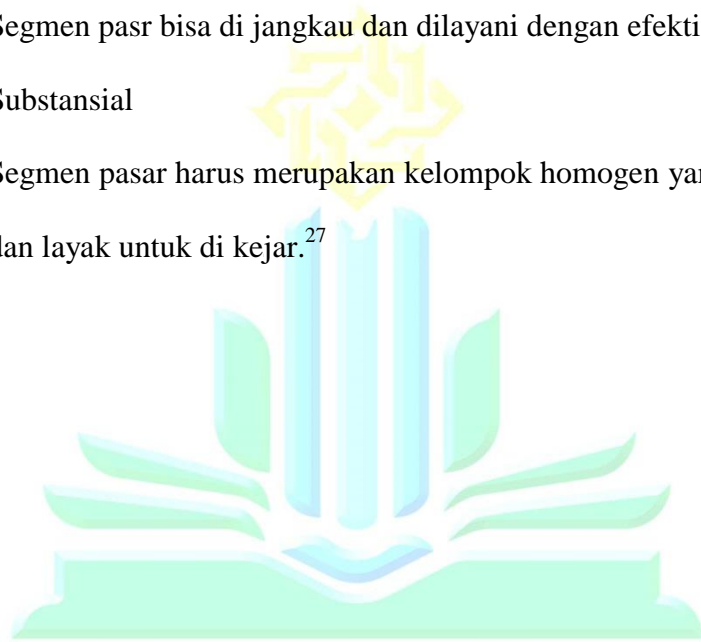 Segmen pasr bisa di jangkau dan dilayani dengan efekti
Substansial
Segmen pasar harus merupakan kelompok homogen
dan layak untuk di kejar.²⁷